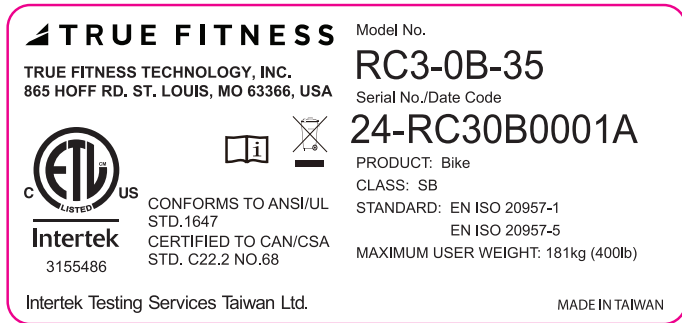 TRUE FITNESS
TRUE FITNESS TECHNOLOGY, INC.
865 HOFF RD. ST. LOUIS, MO 63366, USA
C ETL CM US
LISTED
Intertek
3155486
i
CONFORMS TO ANSI/UL
STD.1647
CERTIFIED TO CAN/CSA
STD. C22.2 NO.68
Intertek Testing Services Taiwan Ltd.
Model No.
RC3-0B-35
Serial No./Date Code
24-RC30B0001A
PRODUCT: Bike
CLASS: SB
STANDARD: EN ISO 20957-1
EN ISO 20957-5
MAXIMUM USER WEIGHT: 181kg (400lb)
MADE IN TAIWAN